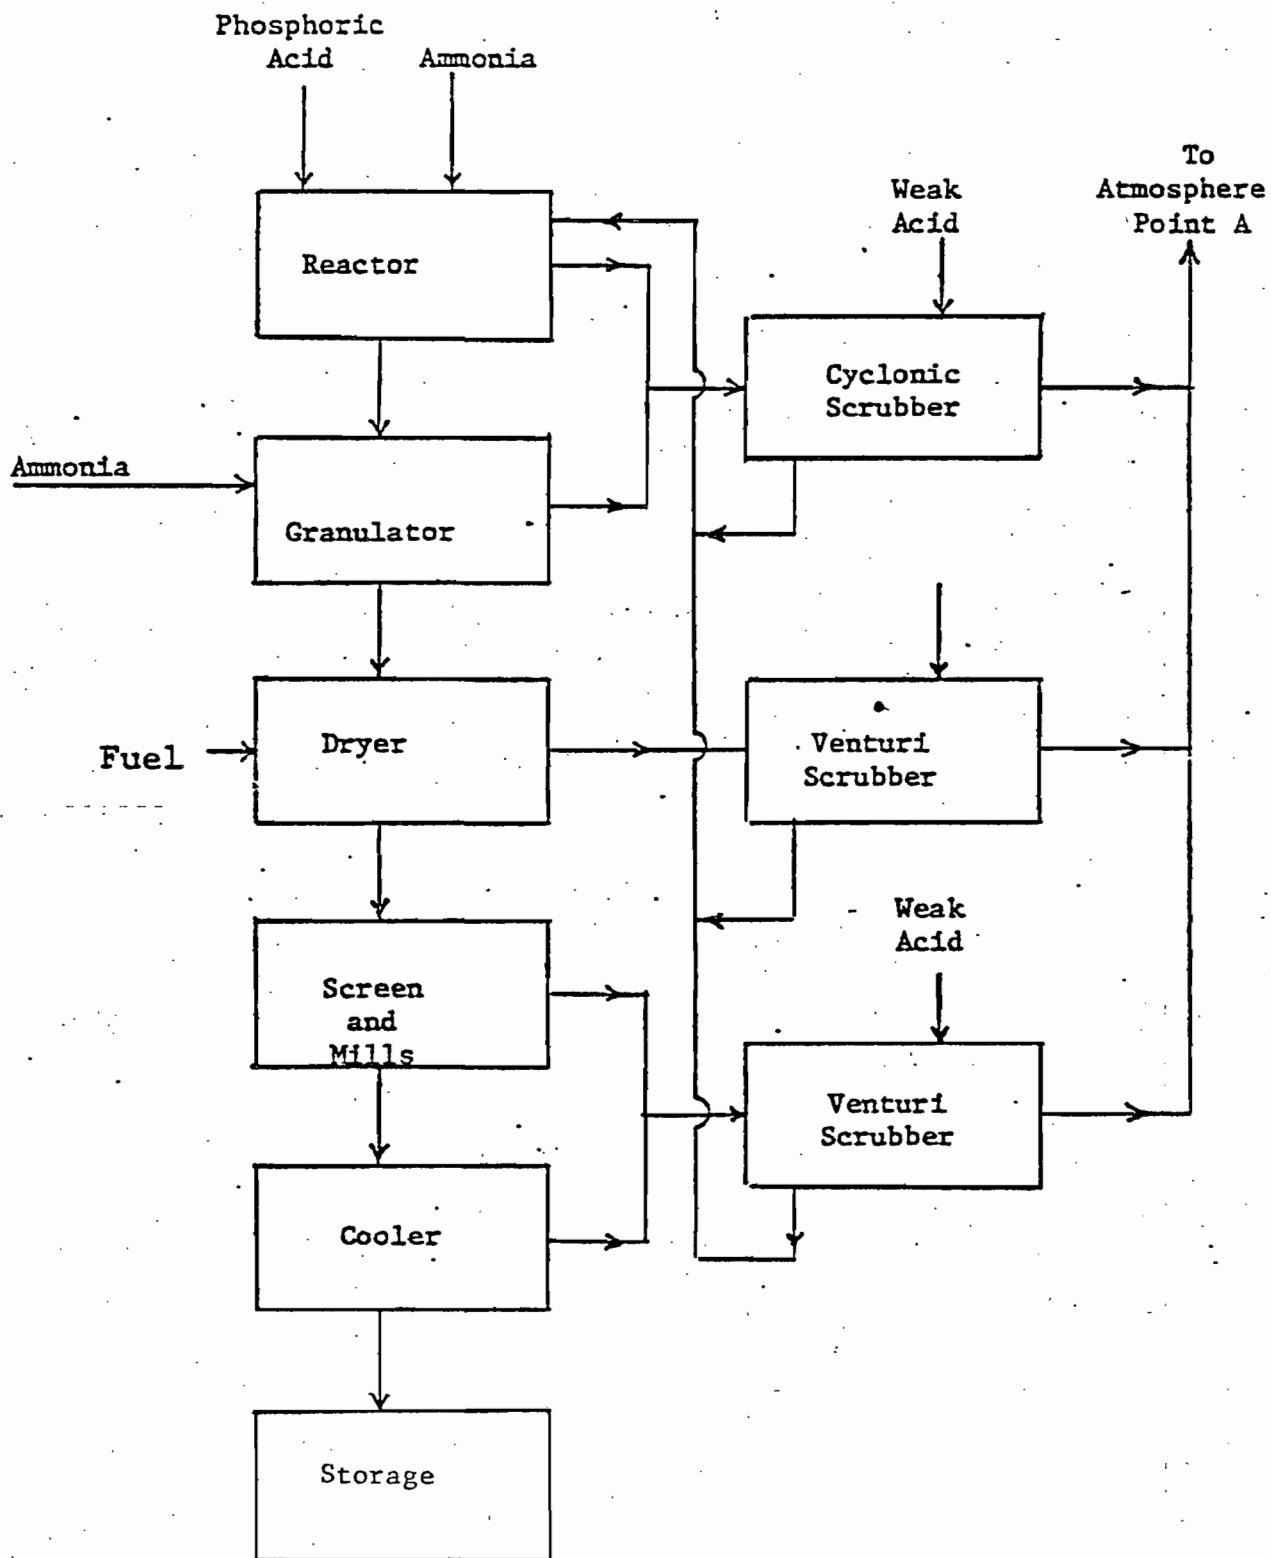 Phosphoric
Acid
Ammonia
To
Atmosphere
Point A
Weak
Acid
Reactor
Cyclonic
Scrubber
Ammonia
Granulator
Fuel
Dryer
Venturi
Scrubber
Weak
Acid
Screen
and
Mills
Venturi
Scrubber
Cooler
Storage